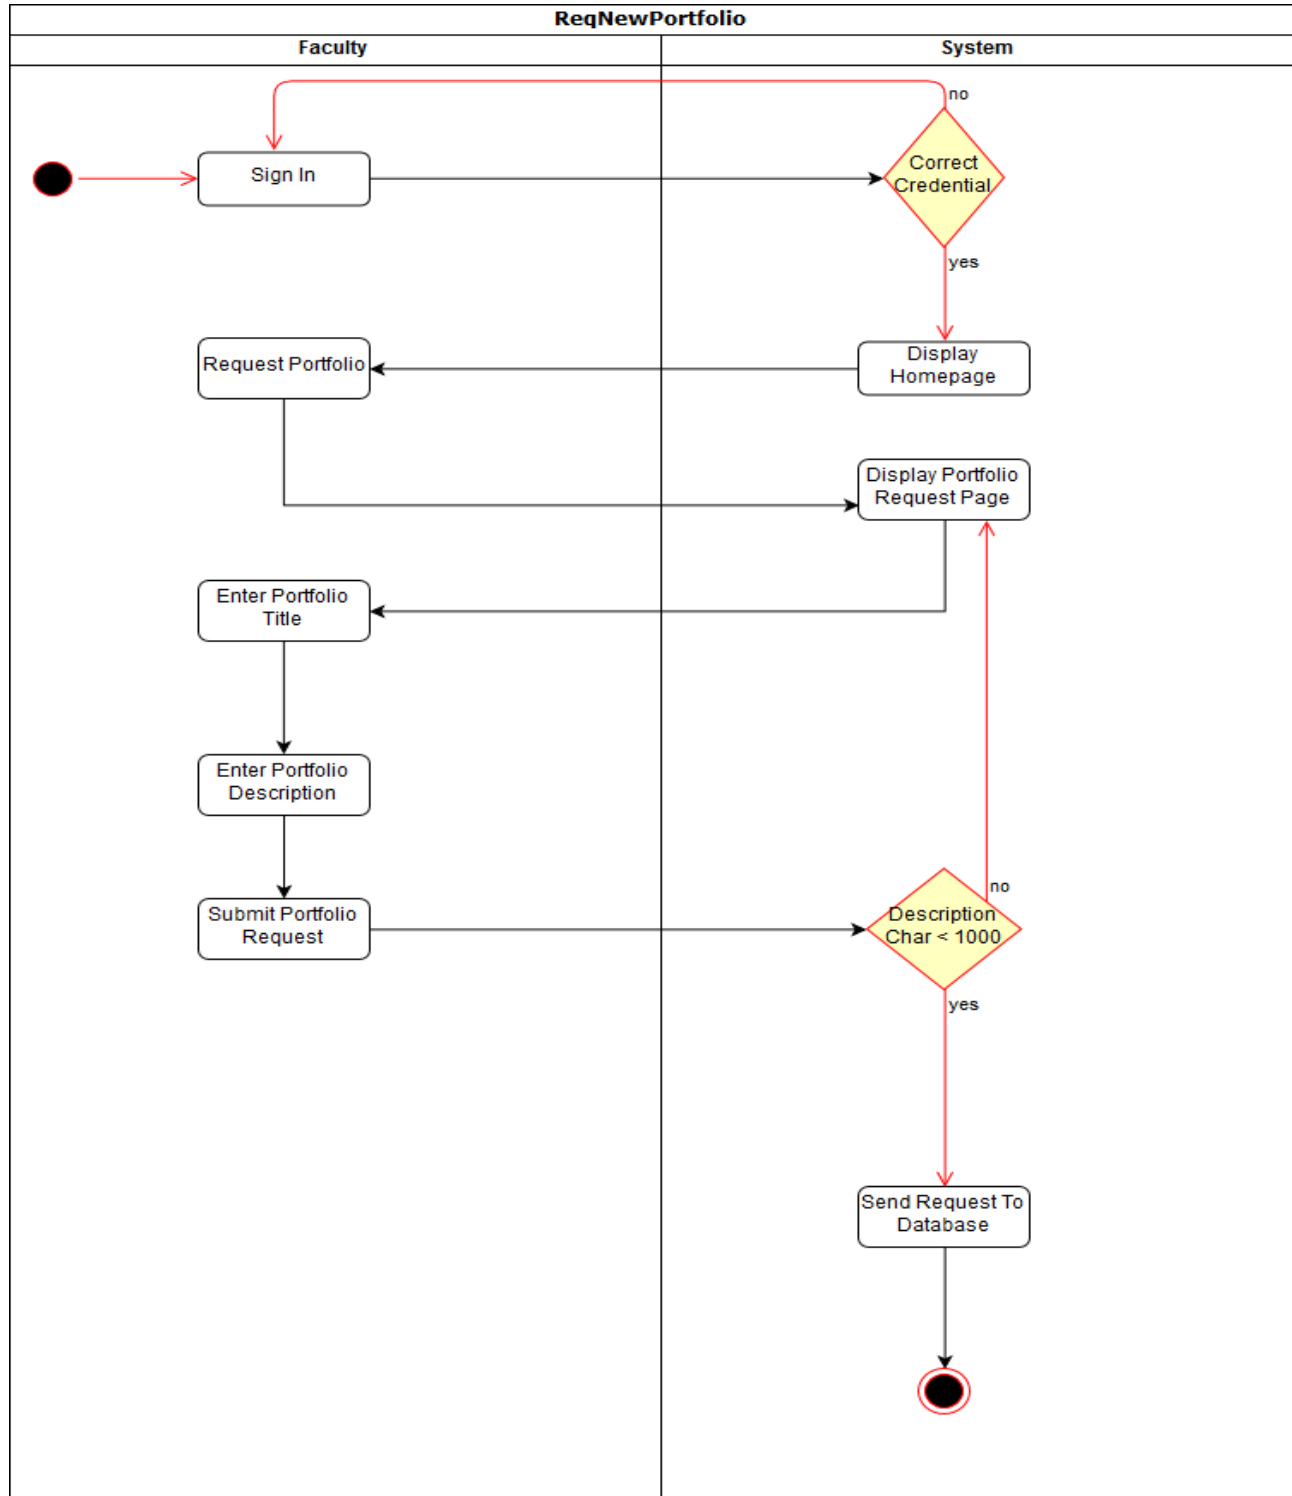 ReqNewPortfolio
Faculty
System
no
Sign In
Correct
Credential
yes
Request Portfolio
Display
Homepage
Display Portfolio
Request Page
Enter Portfolio
Title
Enter Portfolio
Description
no
Submit Portfolio
Request
Description
Char < 1000
yes
Send Request To
Database